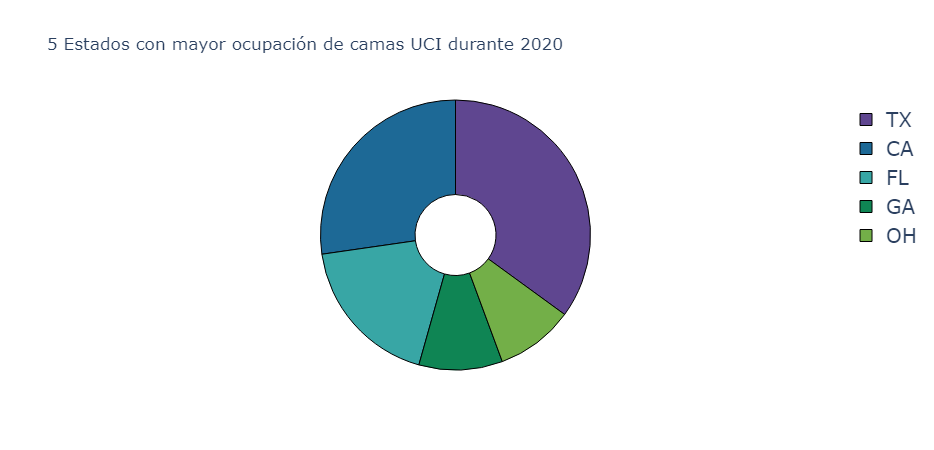 5 Estados con mayor ocupación de camas UCI durante 2020
TX
CA
FL
GA
OH